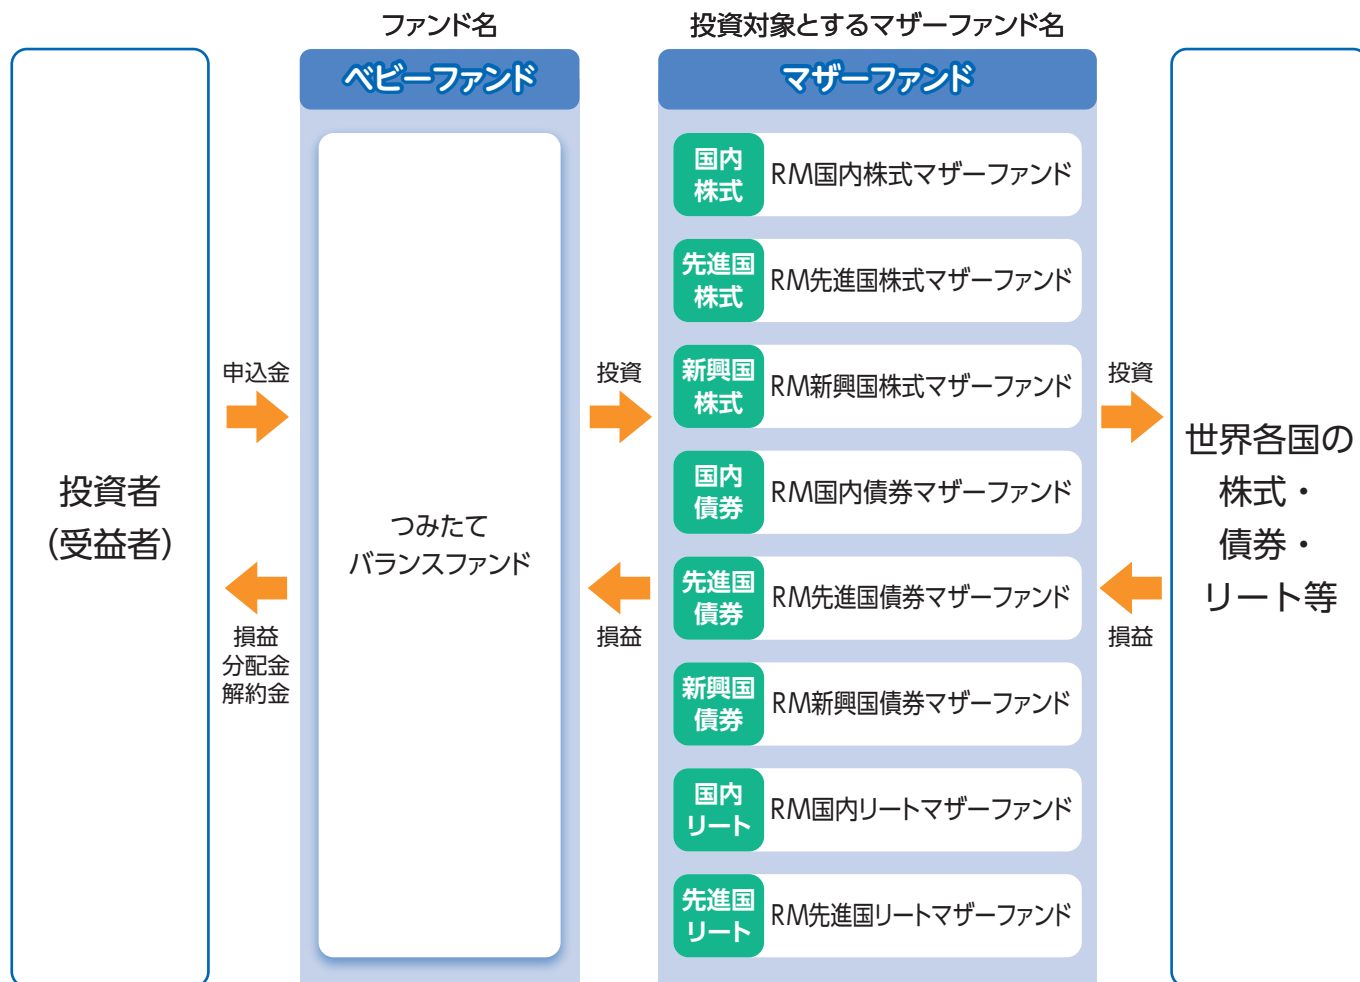 ファンド名
投資対象とするマザーファンド名
ベビーファンド
マザーファンド
投資者
(受益者)
申込金
損益
分配金
解約金
つみたて
バランスファンド
投資
損益
国内
株式
RM国内株式マザーファンド
先進国
株式
RM先進国株式マザーファンド
新興国
株式
RM新興国株式マザーファンド
国内
債券
RM国内債券マザーファンド
先進国
債券
RM先進国債券マザーファンド
新興国
債券
RM新興国債券マザーファンド
国内
リート
RM国内リートマザーファンド
先進国
リート
RM先進国リートマザーファンド
投資
損益
世界各国の
株式・
債券・
リート等